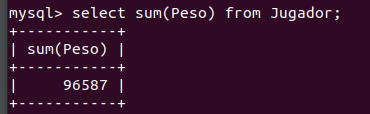 mysql> select sum(Peso) from Jugador;
+-----------+
| sum(Peso) |
+-----------+
|     96587 |
+-----------+